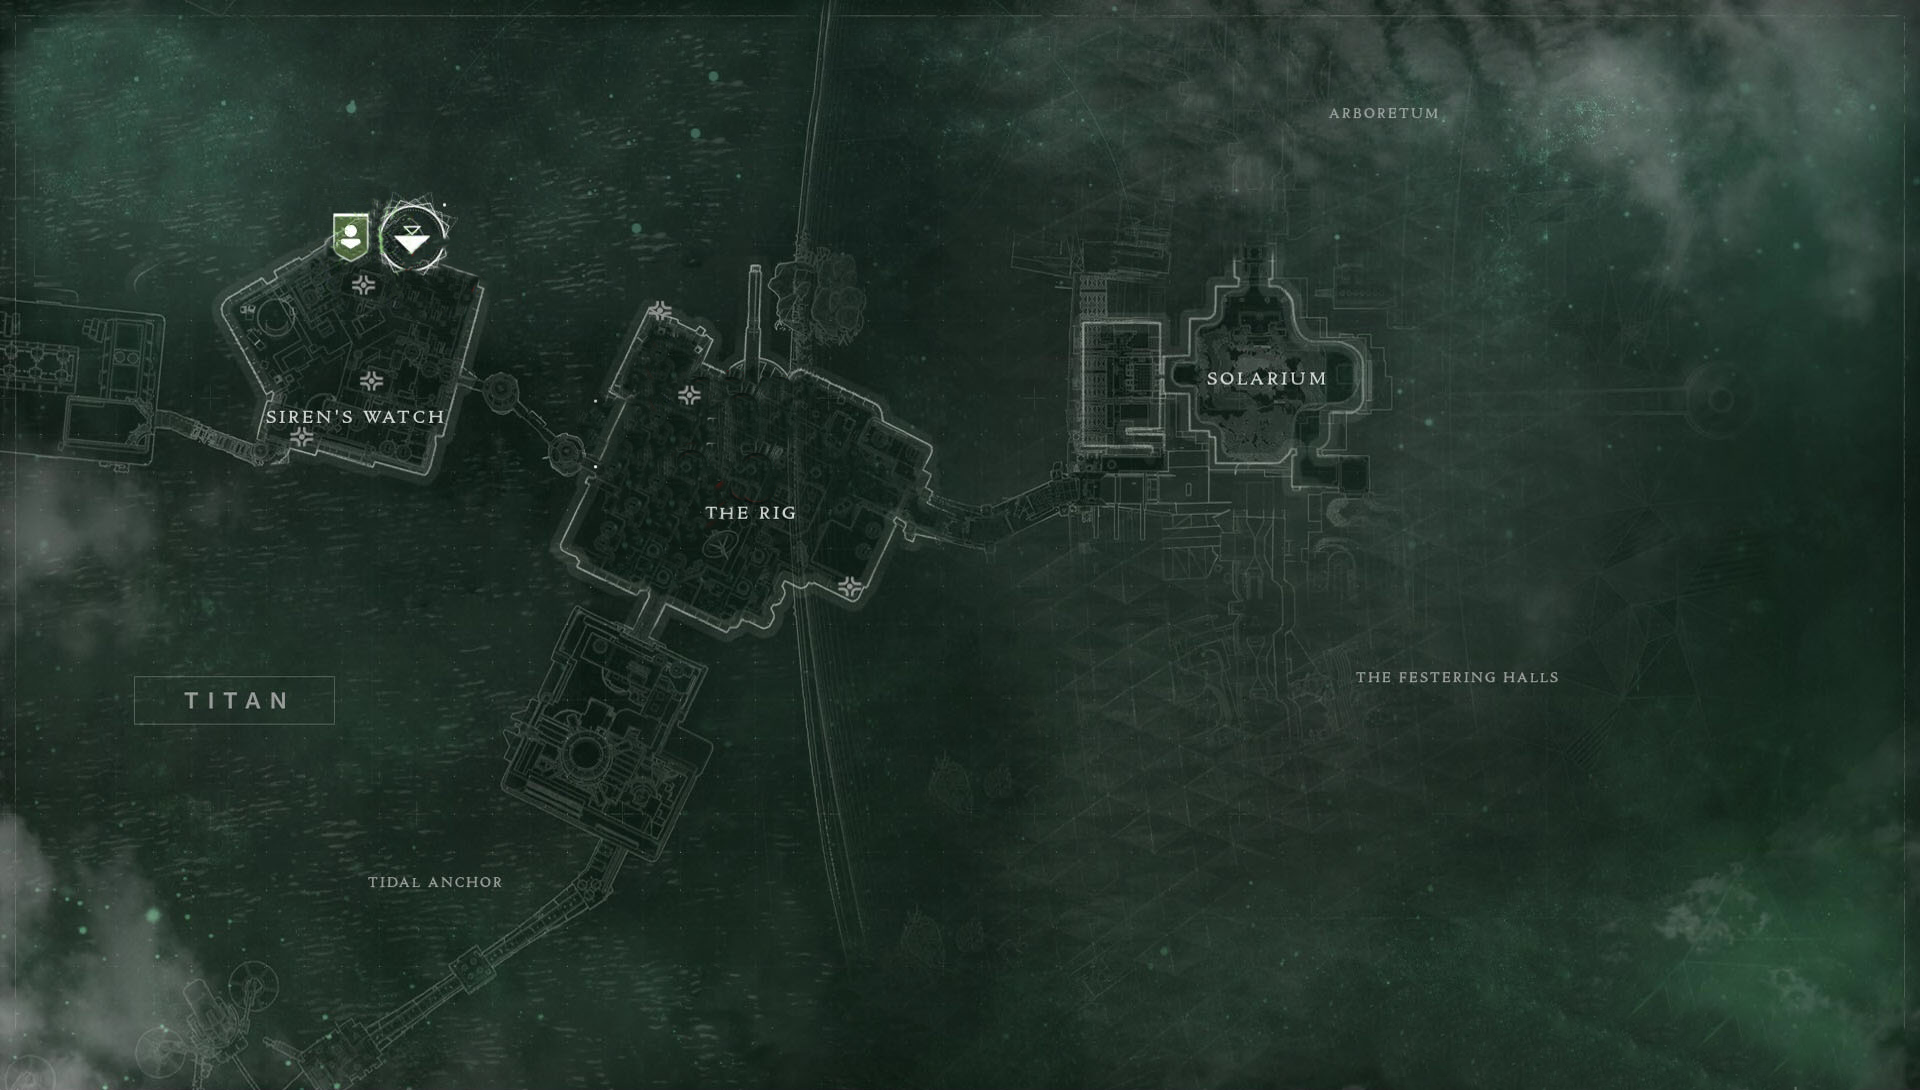 ARBORETUM
SOLARIUM
SIREN'S WATCH
THE RIG
THE FESTERING HALLS
TITAN
TIDAL ANCHOR